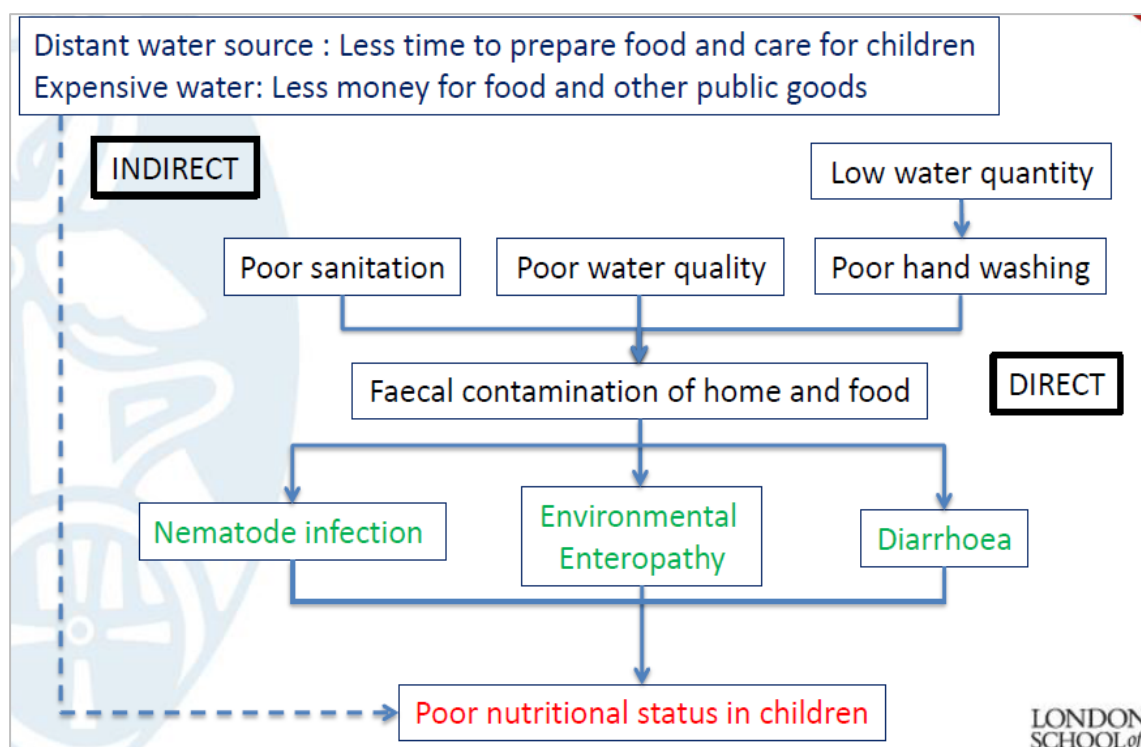 Distant water source : Less time to prepare food and care for children
Expensive water: Less money for food and other public goods
INDIRECT
Low water quantity
Poor sanitation
Poor water quality
Poor hand washing
Faecal contamination of home and food
DIRECT
Nematode infection
Environmental
Enteropathy
Diarrhoea
Poor nutritional status in children
LONDON
SCHOOL of